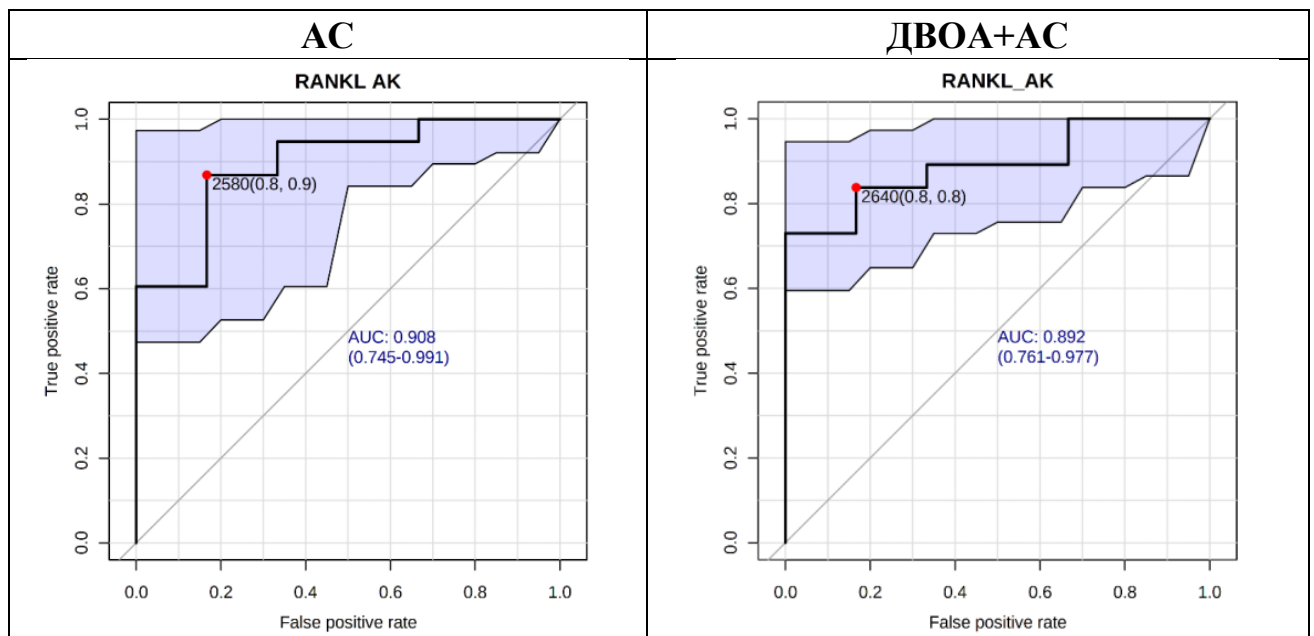 АС
ДВОА+АС
RANKL AK
1.0
0.8
0.6
0.4
0.2
0.0
True positive rate
2580(0.8, 0.9)
AUC: 0.908
(0.745-0.991)
0.0 0.2 0.4 0.6 0.8 1.0
False positive rate
RANKL_AK
1.0
0.8
0.6
0.4
0.2
0.0
True positive rate
2640(0.8, 0.8)
AUC: 0.892
(0.761-0.977)
0.0 0.2 0.4 0.6 0.8 1.0
False positive rate